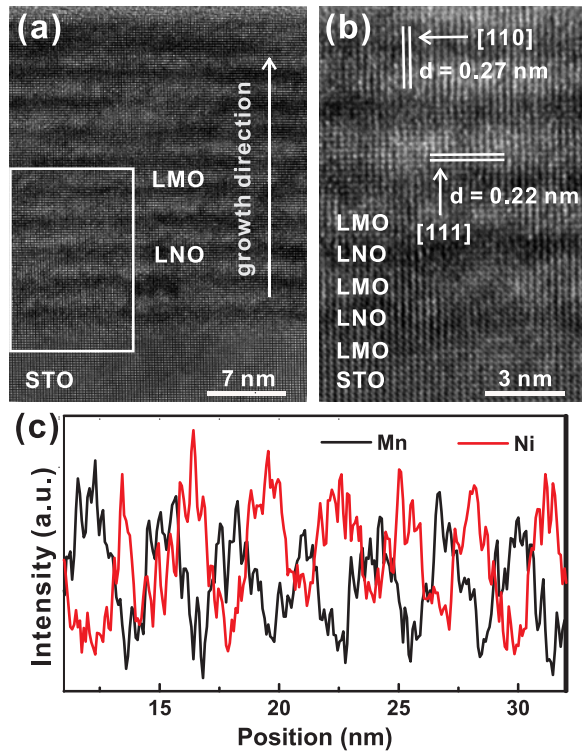 (a)
growth direction
LMO
LNO
STO
7 nm
(b)
[110]
d = 0.27 nm
d = 0.22 nm
[111]
LMO
LNO
LMO
LNO
LMO
STO
3 nm
(c)
Mn
Ni
Intensity (a.u.)
15 20 25 30
Position (nm)